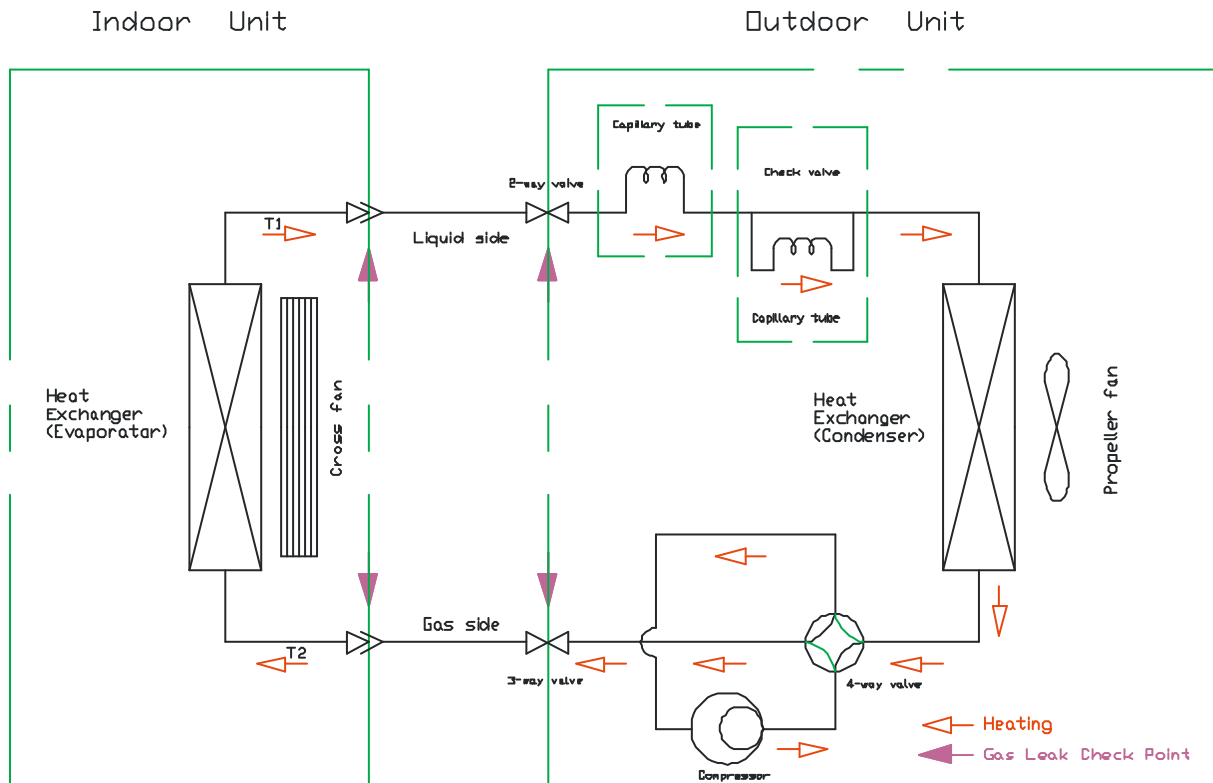 Indoor Unit
Outdoor Unit
Capillary tube
2-way valve
Check valve
T1
Liquid side
Capillary tube
Heat
Exchanger
(Evaporator)
Cross fan
Heat
Exchanger
(Condenser)
Propeller fan
Gas side
T2
3-way valve
4-way valve
Heating
Gas Leak Check Point
Compressor